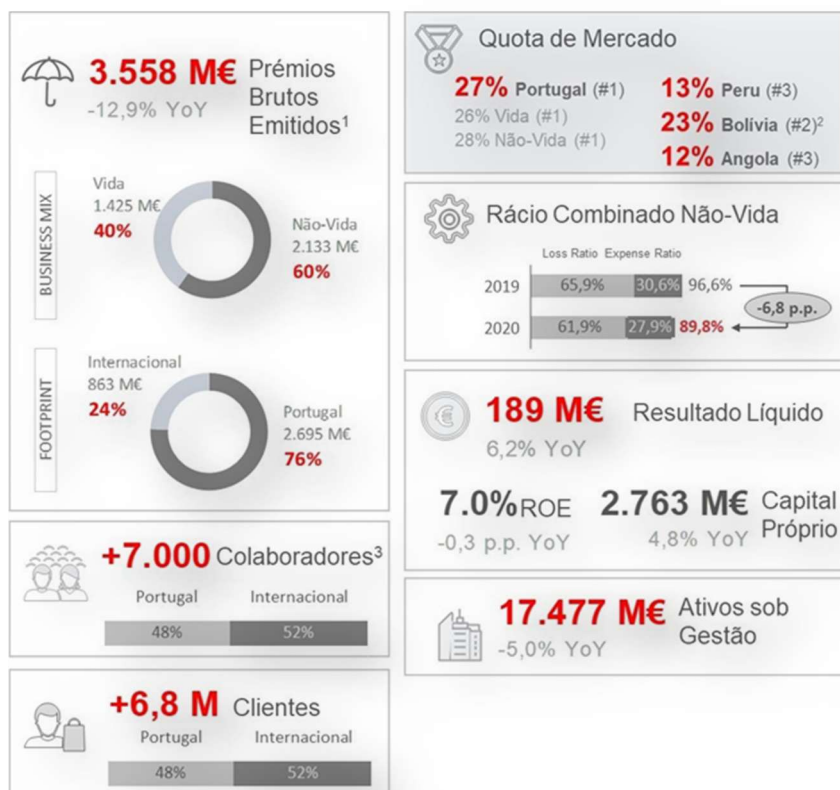 3.558 M€ Prémios
Brutos
Emitidos¹
-12,9% YoY
BUSINESS MIX
Vida
1.425 M€
40%
Não-Vida
2.133 M€
60%
FOOTPRINT
Internacional
863 M€
24%
Portugal
2.695 M€
76%
+7.000 Colaboradores³
Portugal Internacional
48% 52%
+6,8 M Clientes
Portugal Internacional
48% 52%
Quota de Mercado
27% Portugal (#1)
26% Vida (#1)
28% Não-Vida (#1)
13% Peru (#3)
23% Bolívia (#2)²
12% Angola (#3)
Rácio Combinado Não-Vida
Loss Ratio Expense Ratio
2019 65,9% 30,6% 96,6%
-6,8 p.p.
2020 61,9% 27,9% 89,8%
189 M€ Resultado Líquido
6,2% YoY
7.0% ROE
-0,3 p.p. YoY
2.763 M€ Capital
Próprio
4,8% YoY
17.477 M€ Ativos sob
Gestão
-5,0% YoY